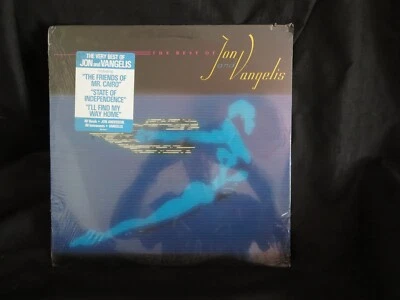 THE VERY BEST OF
JON and VANGELIS
"THE FRIENDS OF
MR. CAIRO"
"STATE OF
INDEPENDENCE"
"I'LL FIND MY
WAY HOME"
THE BEST OF
Jon
and
Vangelis